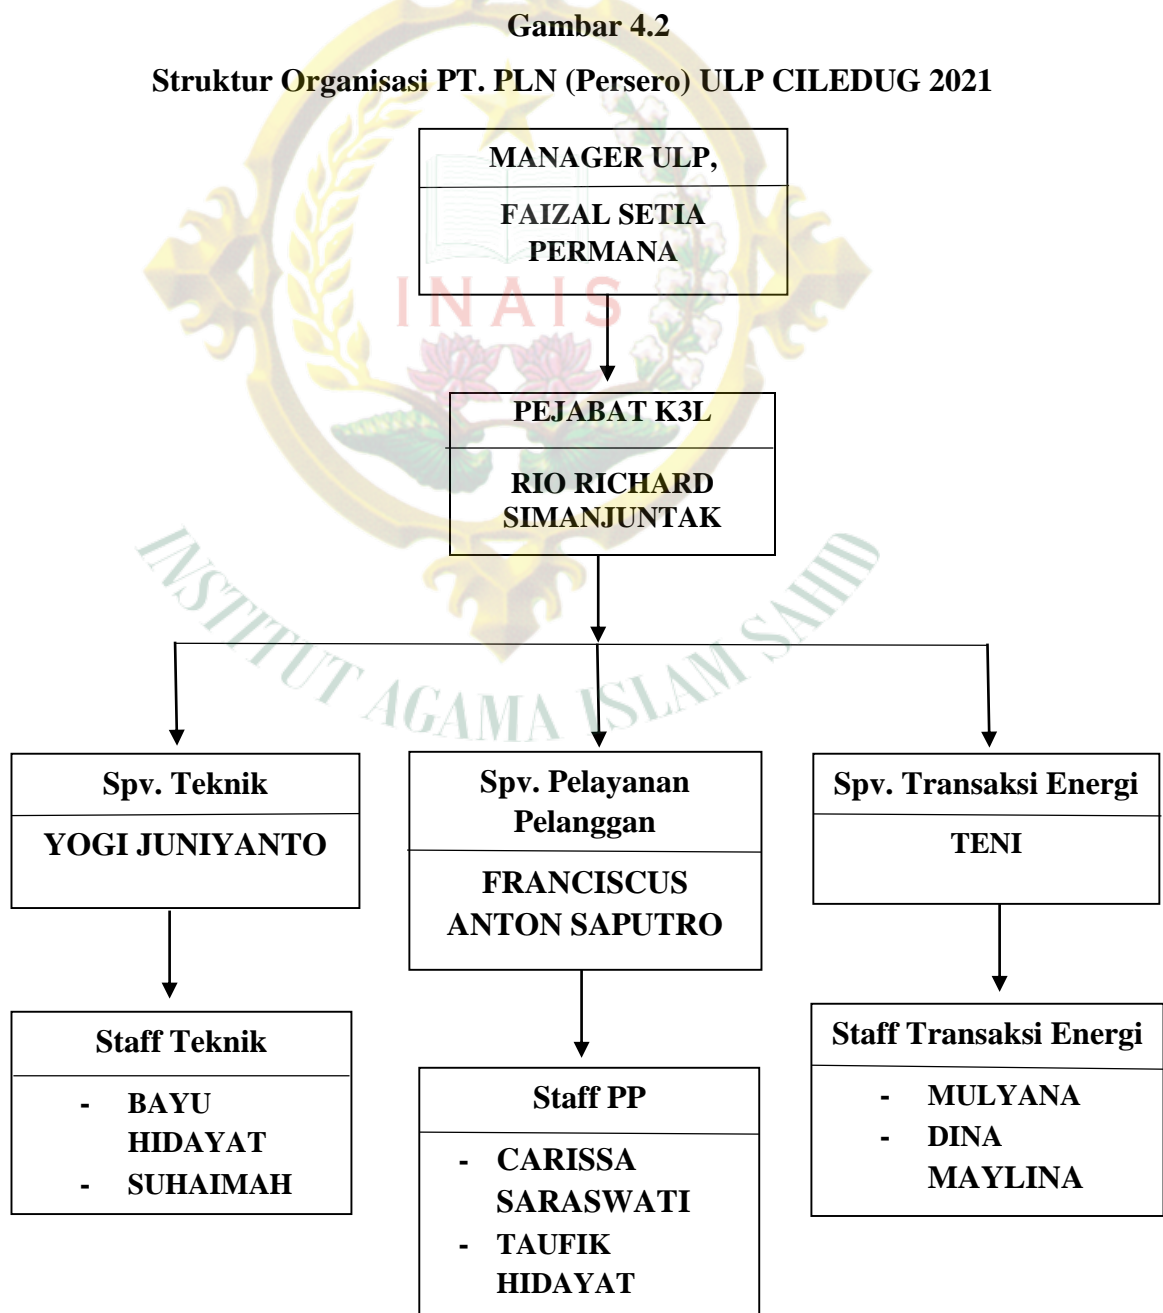 Gambar 4.2
Struktur Organisasi PT. PLN (Persero) ULP CILEDUG 2021
MANAGER ULP,
FAIZAL SETIA
PERMANA
INAIS
PEJABAT K3L
RIO RICHARD
SIMANJUNTAK
INSTITUT AGAMA ISLAM SAHID
Spv. Teknik
YOGI JUNIYANTO
Spv. Pelayanan
Pelanggan
FRANCISCUS
ANTON SAPUTRO
Spv. Transaksi Energi
TENI
Staff Teknik
- BAYU
HIDAYAT
- SUHAIMAH
Staff PP
- CARISSA
SARASWATI
- TAUFIK
HIDAYAT
Staff Transaksi Energi
- MULYANA
- DINA
MAYLINA